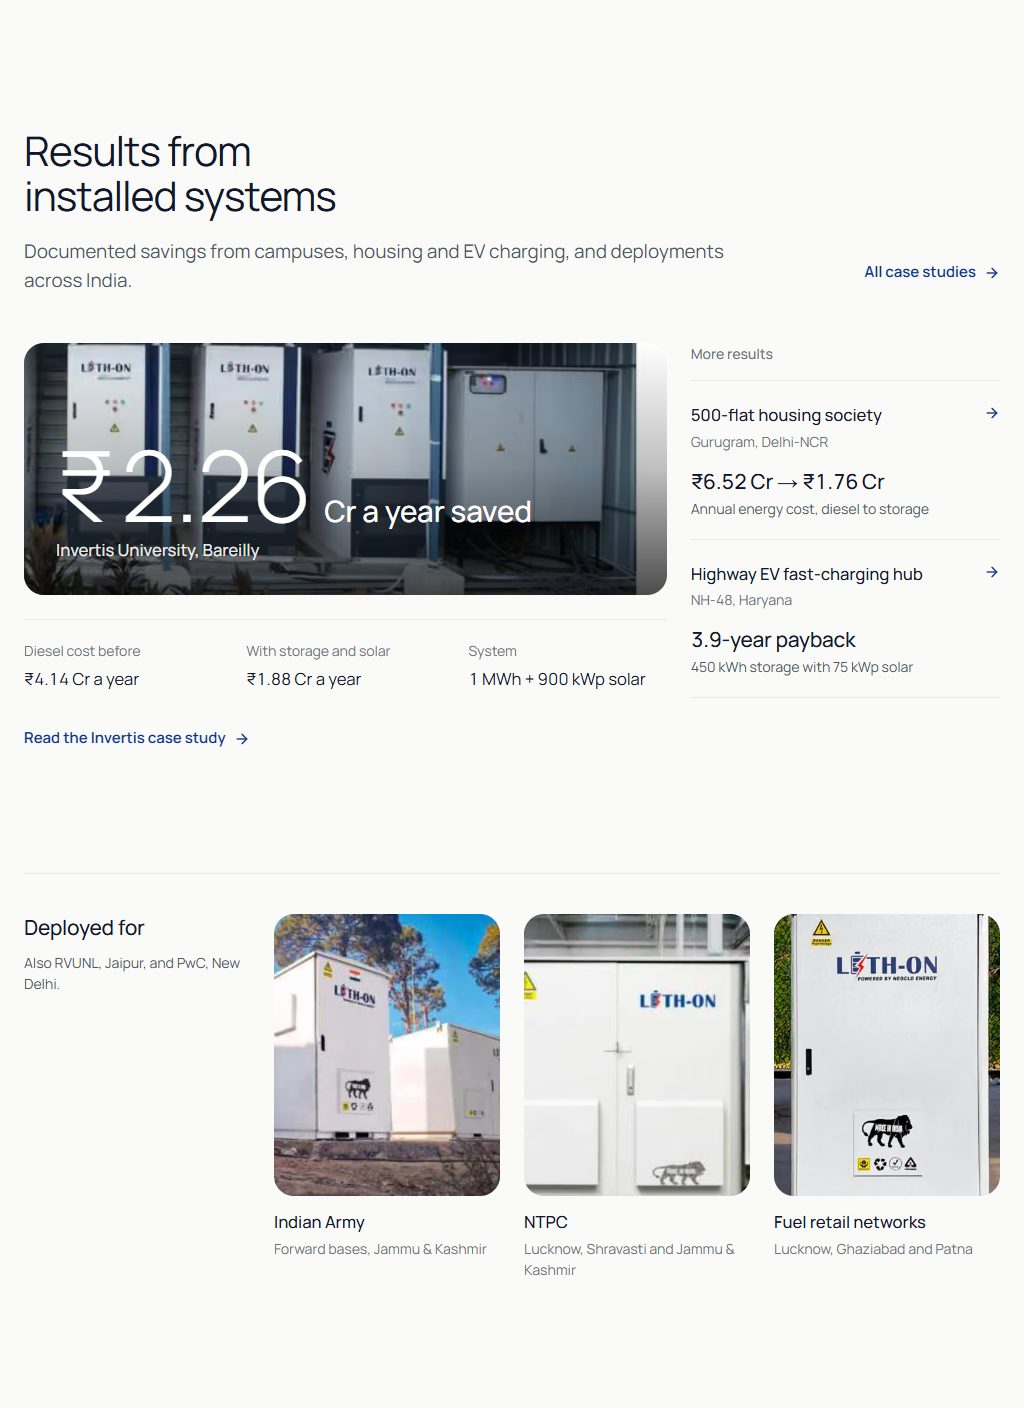 Results from
installed systems
Documented savings from campuses, housing and EV charging, and deployments
across India.
All case studies →
LITH-ON
LITH-ON
LITH-ON
₹2.26 Cr a year saved
Invertis University, Bareilly
Diesel cost before
₹4.14 Cr a year
With storage and solar
₹1.88 Cr a year
System
1 MWh + 900 kWp solar
Read the Invertis case study →
More results
500-flat housing society →
Gurugram, Delhi-NCR
₹6.52 Cr → ₹1.76 Cr
Annual energy cost, diesel to storage
Highway EV fast-charging hub →
NH-48, Haryana
3.9-year payback
450 kWh storage with 75 kWp solar
Deployed for
Also RVUNL, Jaipur, and PwC, New
Delhi.
LITH-ON
Indian Army
Forward bases, Jammu & Kashmir
LITH-ON
NTPC
Lucknow, Shravasti and Jammu &
Kashmir
DANGER
LITH-ON
POWERED BY NEOCLO ENERGY
Fuel retail networks
Lucknow, Ghaziabad and Patna